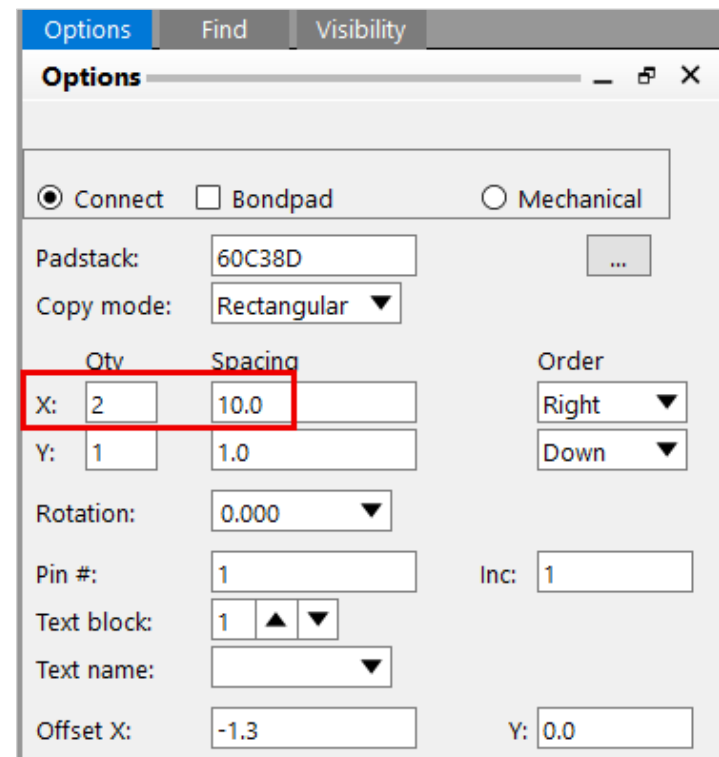 Options Find Visibility
Options
Connect Bondpad Mechanical
Padstack: 60C38D ...
Copy mode: Rectangular
Qty Spacing Order
X: 2 10.0 Right
Y: 1 1.0 Down
Rotation: 0.000
Pin #: 1 Inc: 1
Text block: 1
Text name:
Offset X: -1.3 Y: 0.0